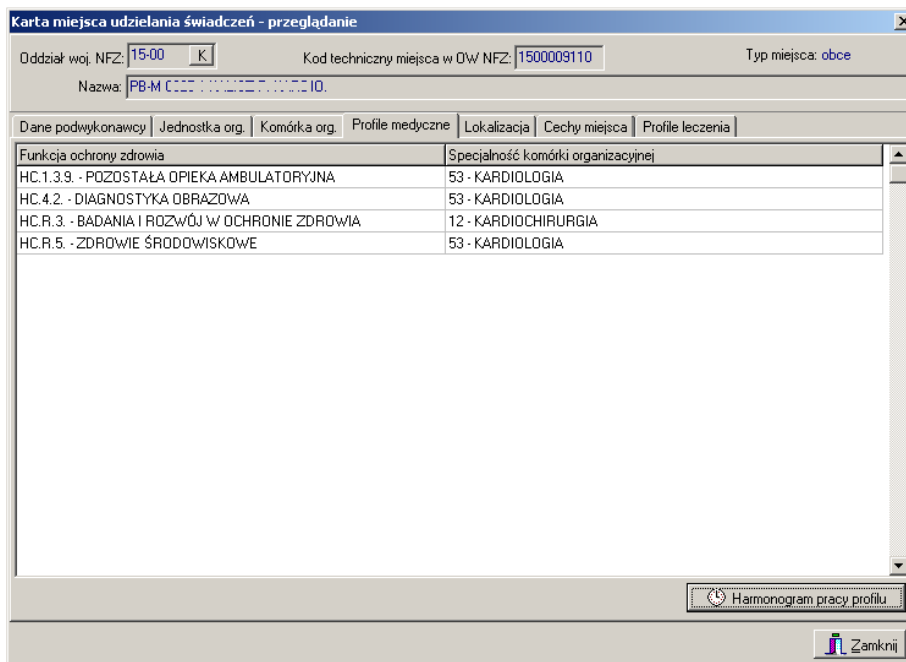 Karta miejsca udzielania świadczeń - przeglądanie
Oddział woj. NFZ: 15-00 K Kod techniczny miejsca w OW NFZ: 1500009110 Typ miejsca: obce
Nazwa: PB-M
Dane podwykonawcy Jednostka org. Komórka org. Profile medyczne Lokalizacja Cechy miejsca Profile leczenia
Funkcja ochrony zdrowia Specjalność komórki organizacyjnej
HC.1.3.9. - POZOSTAŁA OPIEKA AMBULATORYJNA 53 - KARDIOLOGIA
HC.4.2. - DIAGNOSTYKA OBRAZOWA 53 - KARDIOLOGIA
HC.R.3. - BADANIA I ROZWÓJ W OCHRONIE ZDROWIA 12 - KARDIOCHIRURGIA
HC.R.5. - ZDROWIE ŚRODOWISKOWE 53 - KARDIOLOGIA
Harmonogram pracy profilu
Zamknij